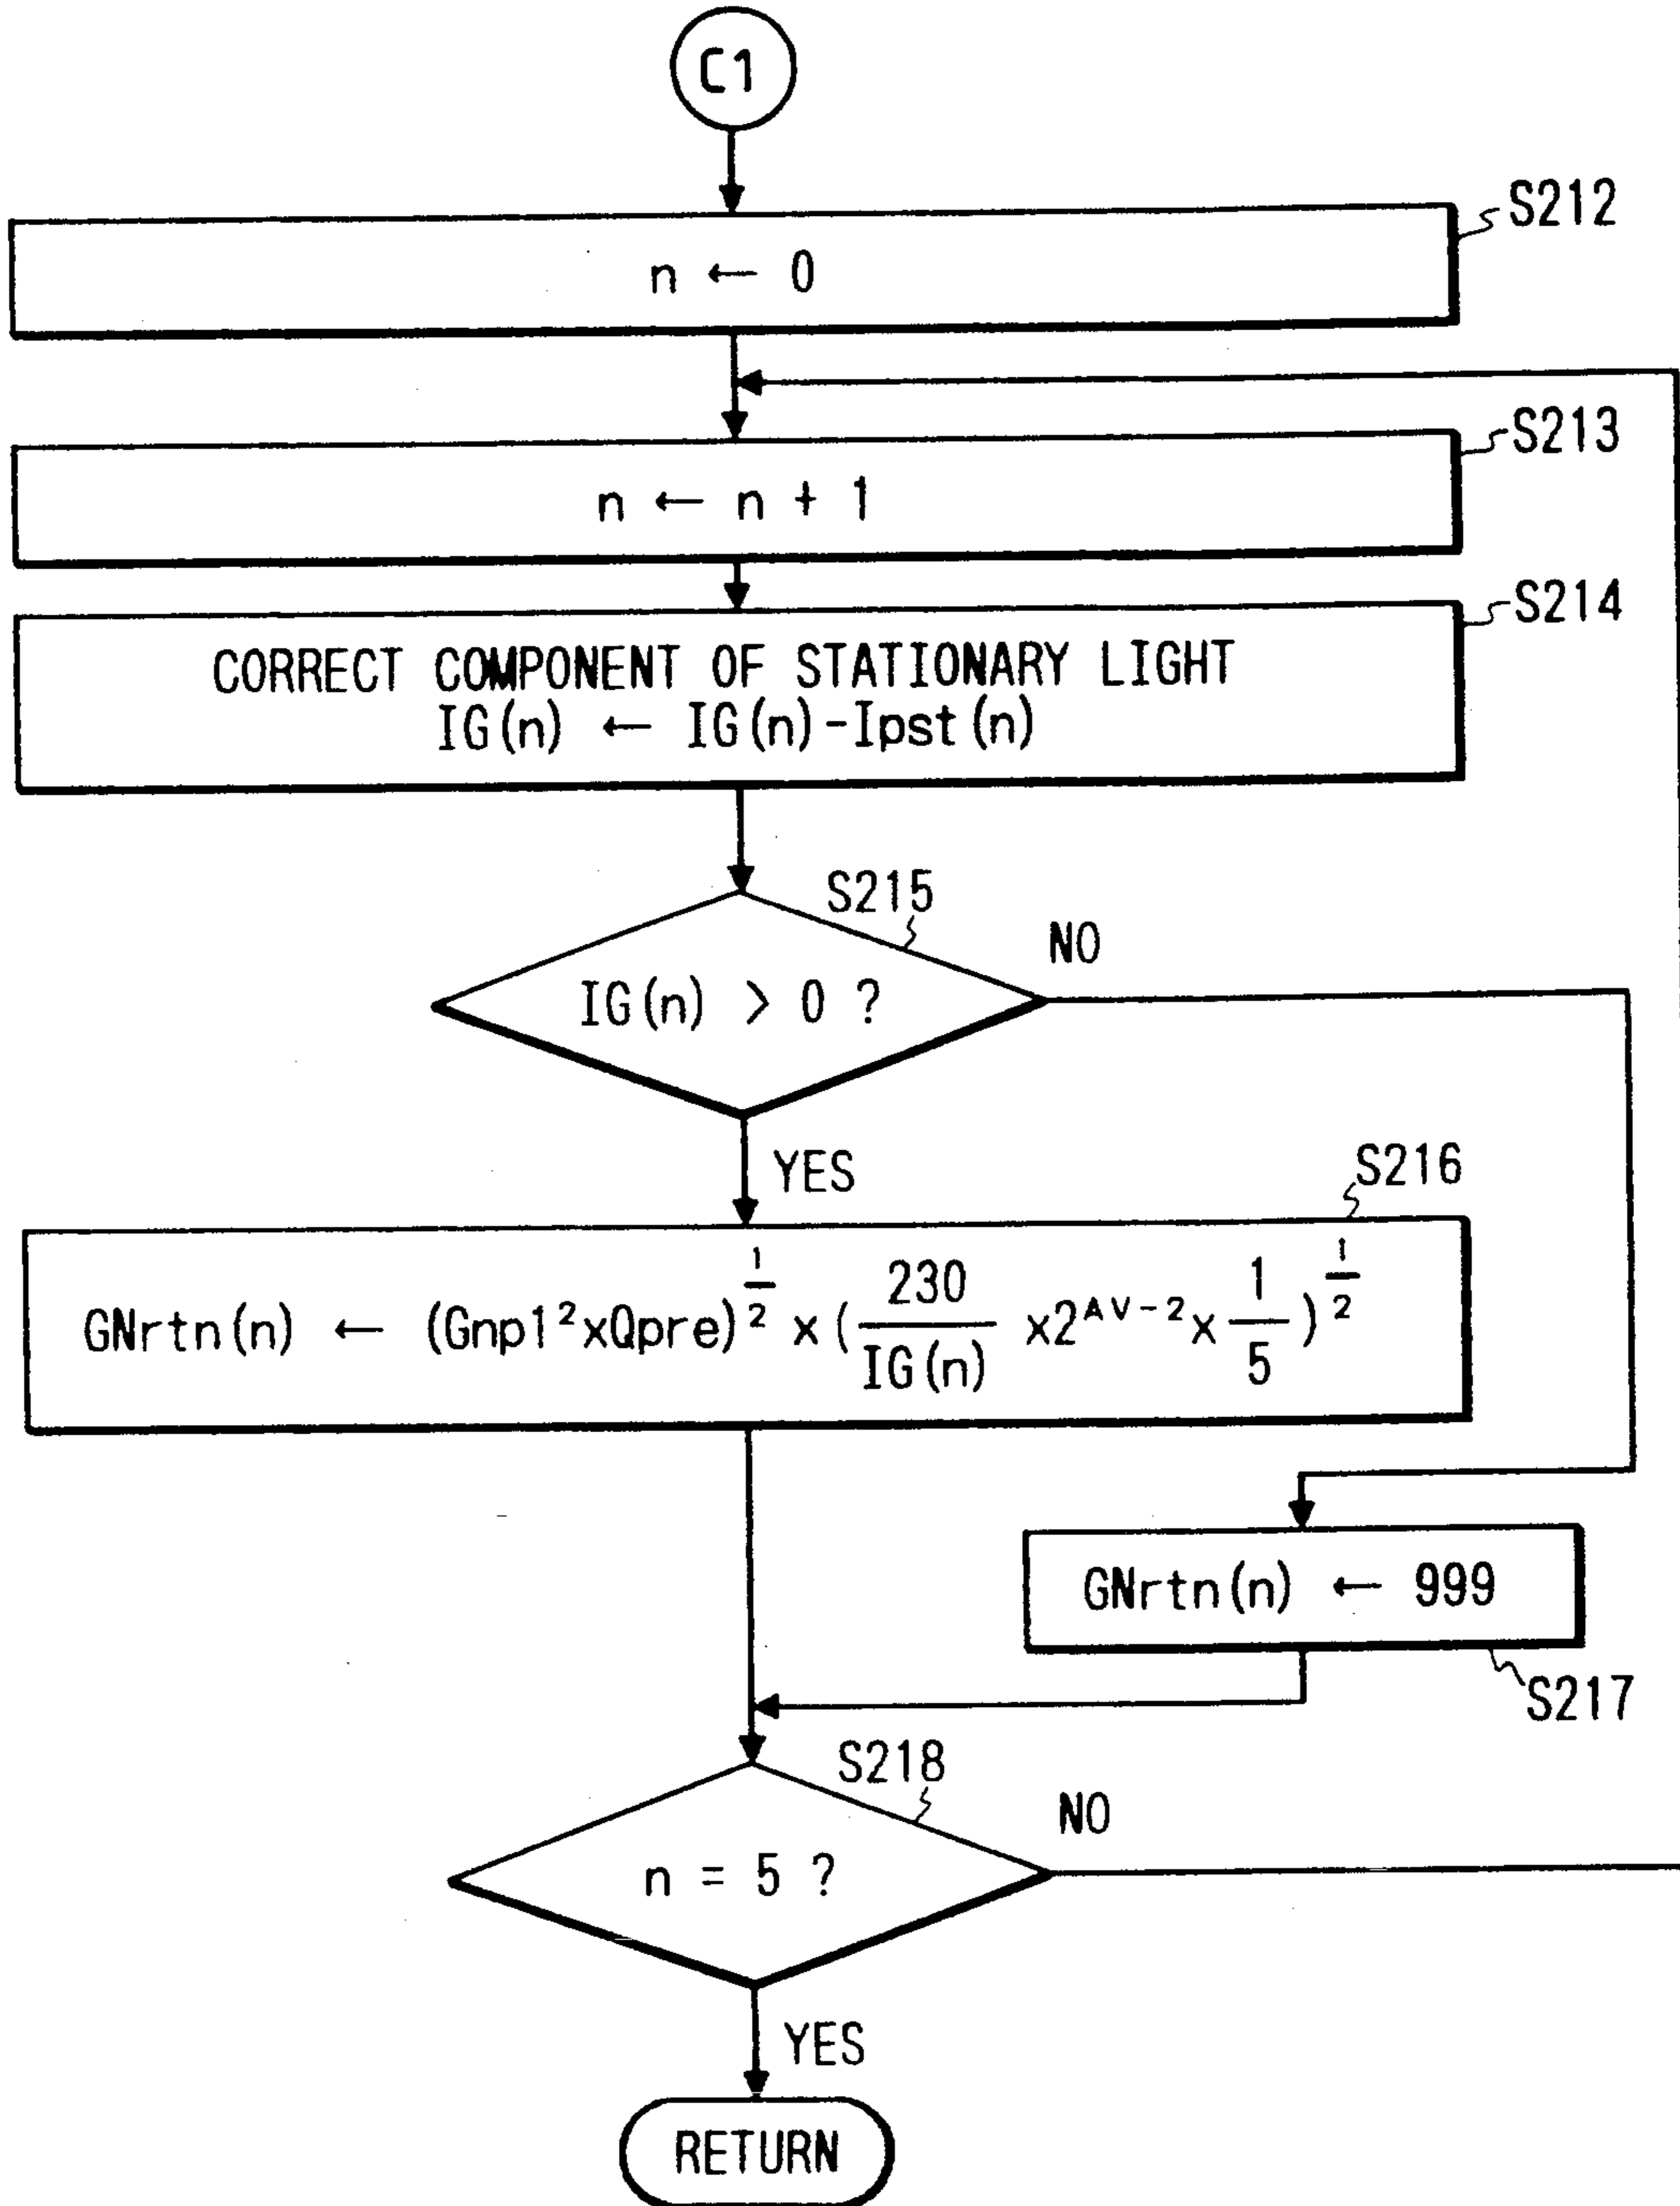 C1
S212
n ← 0
S213
n ← n + 1
S214
CORRECT COMPONENT OF STATIONARY LIGHT
IG(n) ← IG(n)-Ipst(n)
S215
NO
IG(n) > 0 ?
YES
S216
GNrtn(n) ← (Gnp1²xQpre)^{1/2} x (230/IG(n) x2^{AV-2}x 1/5)^{1/2}
GNrtn(n) ← 999
S217
S218
NO
n = 5 ?
YES
RETURN